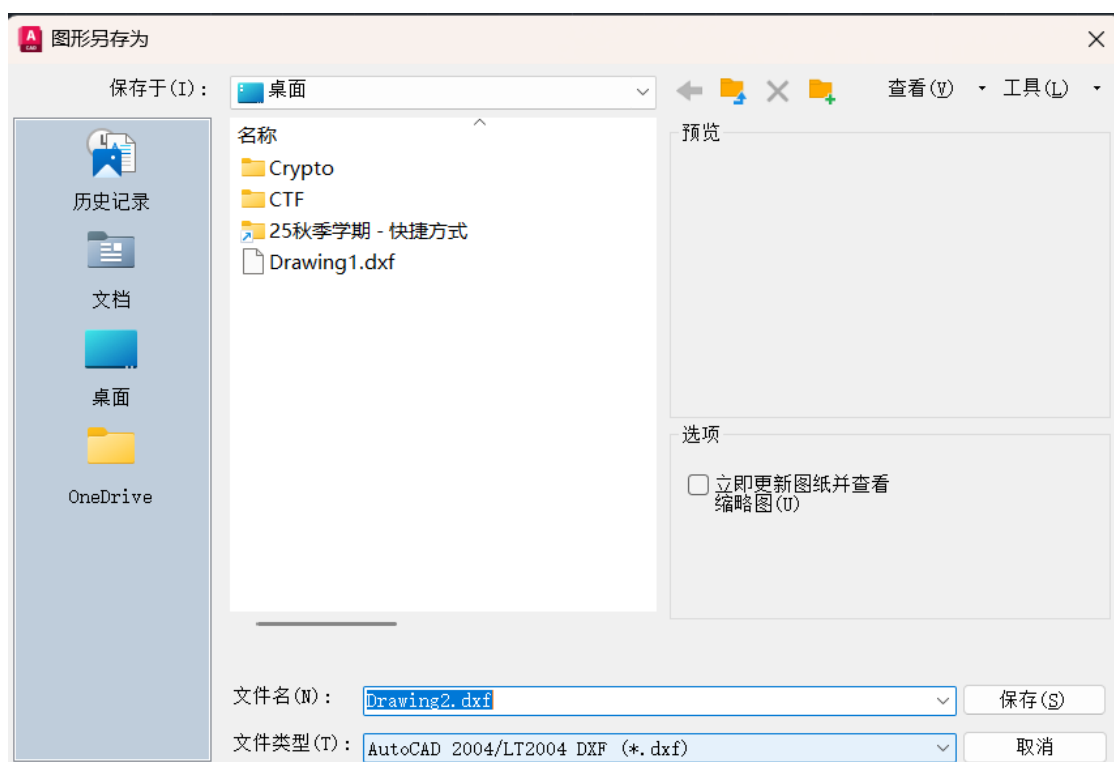 图形另存为
保存于(I):
桌面
查看(V)
工具(L)
历史记录
文档
桌面
OneDrive
名称
Crypto
CTF
25秋季学期 - 快捷方式
Drawing1.dxf
预览
选项
立即更新图纸并查看
缩略图(U)
文件名(N):
Drawing2.dxf
保存(S)
文件类型(T):
AutoCAD 2004/LT2004 DXF (*.dxf)
取消